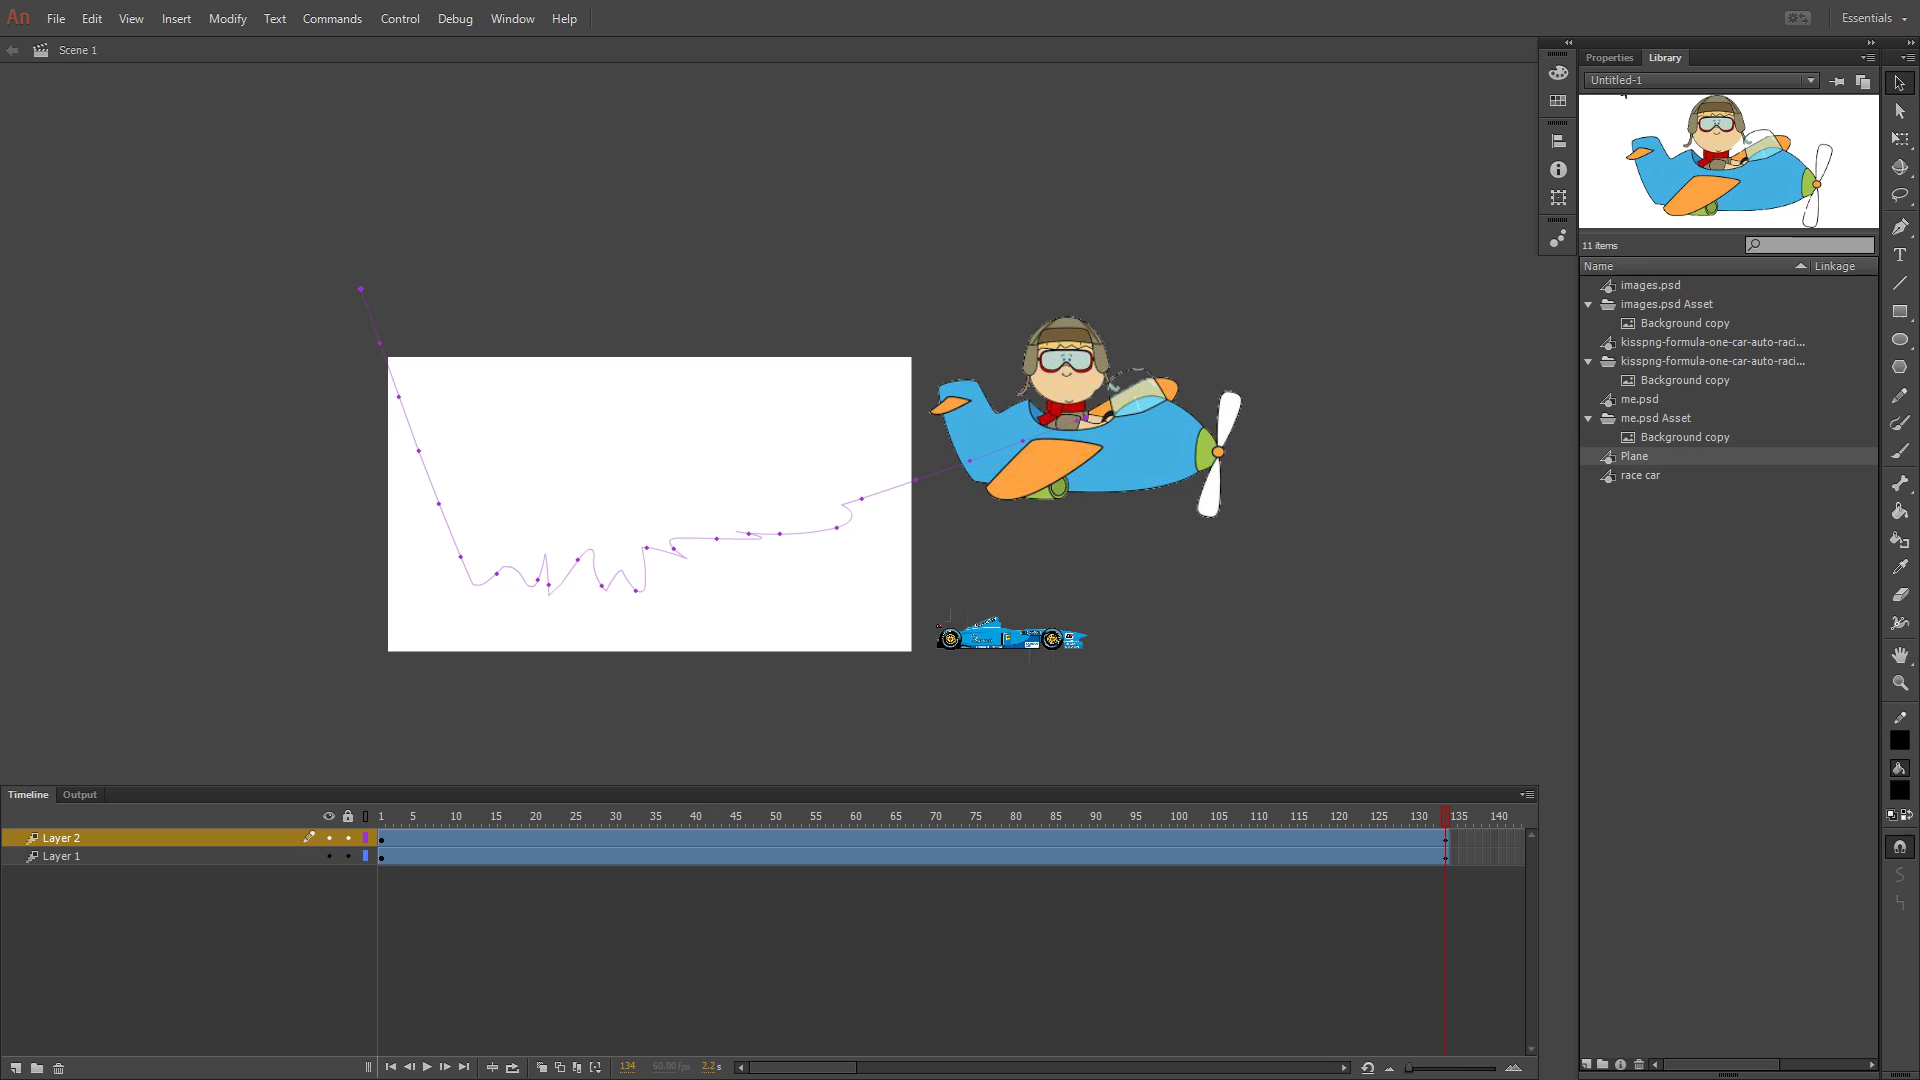 An File Edit View Insert Modify Text Commands Control Debug Window Help Essentials
Scene 1
Properties Library
Untitled-1
11 items
Name Linkage
images.psd
images.psd Asset
Background copy
kisspng-formula-one-car-auto-raci...
kisspng-formula-one-car-auto-raci...
Background copy
me.psd
me.psd Asset
Background copy
Plane
race car
Timeline Output
1 5 10 15 20 25 30 35 40 45 50 55 60 65 70 75 80 85 90 95 100 105 110 115 120 125 130 135 140
Layer 2
Layer 1
134 60.00 fps 2.2 s